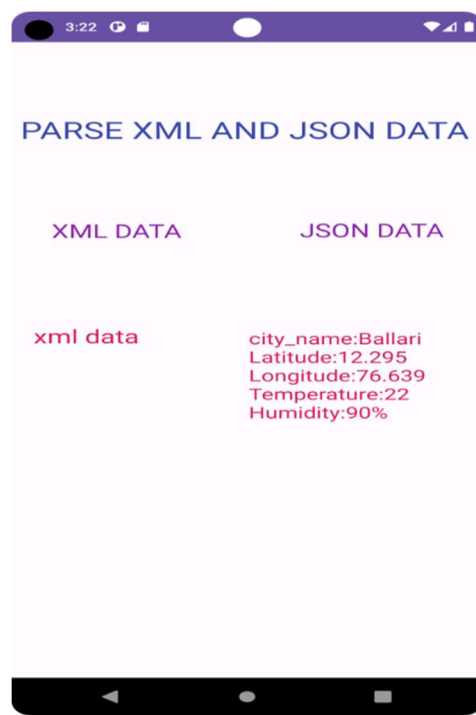 3:22
PARSE XML AND JSON DATA
XML DATA
JSON DATA
xml data
city_name:Ballari
Latitude:12.295
Longitude:76.639
Temperature:22
Humidity:90%